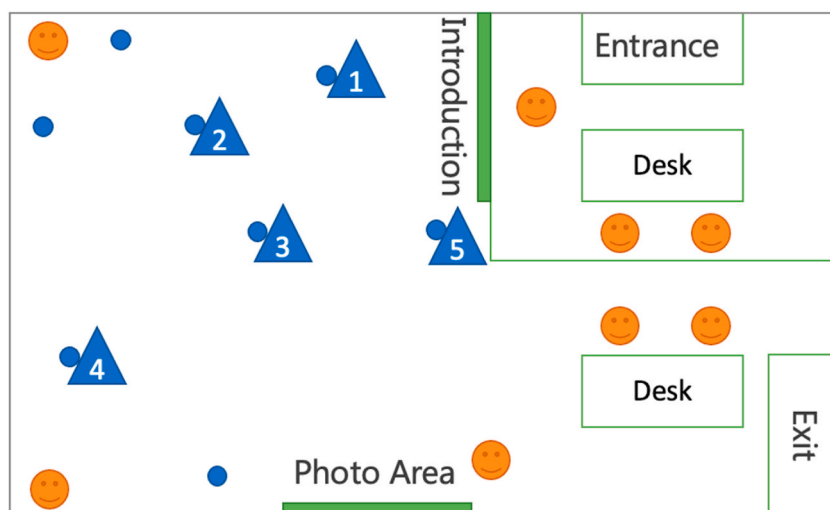 Introduction
Entrance
1
2
Desk
3
5
4
Desk
Exit
Photo Area